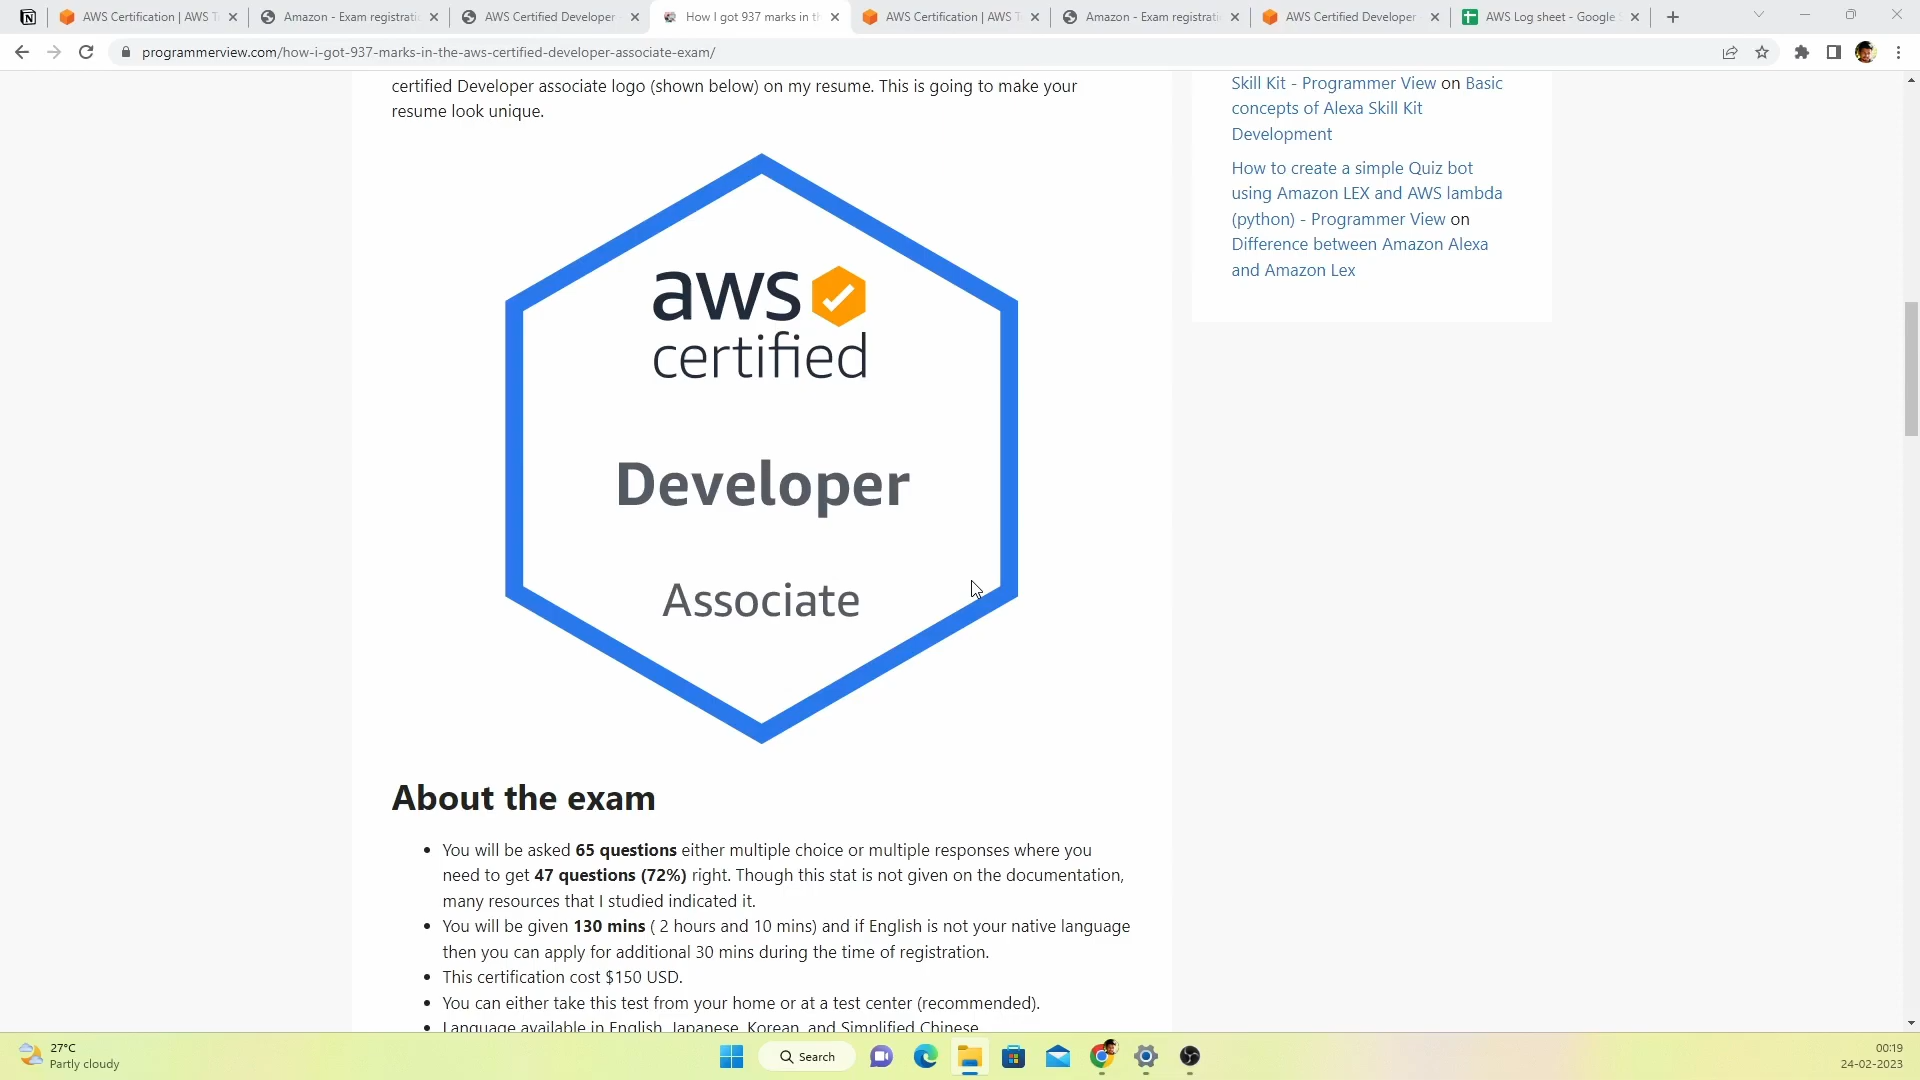 AWS Certification | AWS T
Amazon - Exam registrati
AWS Certified Developer
How I got 937 marks in th
AWS Certification | AWS T
Amazon - Exam registrati
AWS Certified Developer
AWS Log sheet - Google
programmerview.com/how-i-got-937-marks-in-the-aws-certified-developer-associate-exam/
certified Developer associate logo (shown below) on my resume. This is going to make your
resume look unique.
aws
certified
Developer
Associate
About the exam
• You will be asked 65 questions either multiple choice or multiple responses where you
need to get 47 questions (72%) right. Though this stat is not given on the documentation,
many resources that I studied indicated it.
• You will be given 130 mins ( 2 hours and 10 mins) and if English is not your native language
then you can apply for additional 30 mins during the time of registration.
• This certification cost $150 USD.
• You can either take this test from your home or at a test center (recommended).
• Language available in English, Japanese, Korean, and Simplified Chinese.
Skill Kit - Programmer View on Basic
concepts of Alexa Skill Kit
Development
How to create a simple Quiz bot
using Amazon LEX and AWS lambda
(python) - Programmer View on
Difference between Amazon Alexa
and Amazon Lex
27°C
Partly cloudy
Search
00:19
24-02-2023